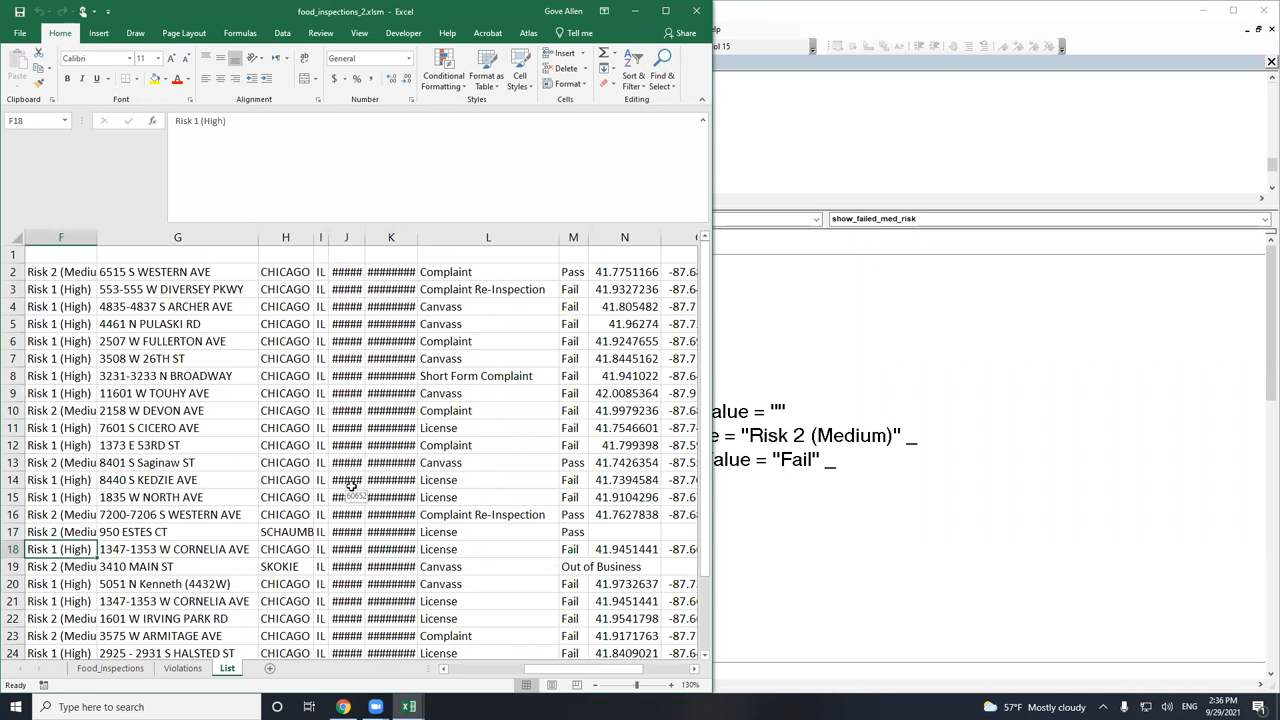 food_inspections_2.xlsm - Excel
Gove Allen
File Home Insert Draw Page Layout Formulas Data Review View Developer Help Acrobat Atlas Tell me Share
Paste
Calibri 11
General
Conditional Formatting
Format as Table
Cell Styles
Insert
Delete
Format
Sort & Filter
Find & Select
Clipboard Font Alignment Number Styles Cells Editing
F18
Risk 1 (High)
F G H I J K L M N
1
2 Risk 2 (Mediu 6515 S WESTERN AVE CHICAGO IL ##### ######## Complaint Pass 41.7751166
3 Risk 1 (High) 553-555 W DIVERSEY PKWY CHICAGO IL ##### ######## Complaint Re-Inspection Fail 41.9327236
4 Risk 1 (High) 4835-4837 S ARCHER AVE CHICAGO IL ##### ######## Canvass Fail 41.805482 -87.7
5 Risk 1 (High) 4461 N PULASKI RD CHICAGO IL ##### ######## Canvass Fail 41.96274
6 Risk 1 (High) 2507 W FULLERTON AVE CHICAGO IL ##### ######## Complaint Fail 41.9247655
7 Risk 1 (High) 3508 W 26TH ST CHICAGO IL ##### ######## Canvass Fail 41.8445162 -87.7
8 Risk 1 (High) 3231-3233 N BROADWAY CHICAGO IL ##### ######## Short Form Complaint Fail 41.941022
9 Risk 1 (High) 11601 W TOUHY AVE CHICAGO IL ##### ######## Canvass Fail 42.0085364 -87.9
10 Risk 2 (Mediu 2158 W DEVON AVE CHICAGO IL ##### ######## Complaint Fail 41.9979236
11 Risk 1 (High) 7601 S CICERO AVE CHICAGO IL ##### ######## License Fail 41.7546601
12 Risk 1 (High) 1373 E 53RD ST CHICAGO IL ##### ######## Complaint Fail 41.799398
13 Risk 2 (Mediu 8401 S Saginaw ST CHICAGO IL ##### ######## Canvass Pass 41.7426354
14 Risk 1 (High) 8440 S KEDZIE AVE CHICAGO IL ##### ######## License Fail 41.7394584
15 Risk 1 (High) 1835 W NORTH AVE CHICAGO IL ## 60652 ######## License Fail 41.9104296
16 Risk 2 (Mediu 7200-7206 S WESTERN AVE CHICAGO IL ##### ######## Complaint Re-Inspection Pass 41.7627838
17 Risk 2 (Mediu 950 ESTES CT SCHAUMB IL ##### ######## License Pass
18 Risk 1 (High) 1347-1353 W CORNELIA AVE CHICAGO IL ##### ######## License Fail 41.9451441
19 Risk 2 (Mediu 3410 MAIN ST SKOKIE IL ##### ######## Canvass Out of Business
20 Risk 1 (High) 5051 N Kenneth (4432W) CHICAGO IL ##### ######## Canvass Fail 41.9732637
21 Risk 1 (High) 1347-1353 W CORNELIA AVE CHICAGO IL ##### ######## License Fail 41.9451441
22 Risk 2 (Mediu 1601 W IRVING PARK RD CHICAGO IL ##### ######## License Fail 41.9541798
23 Risk 2 (Mediu 3575 W ARMITAGE AVE CHICAGO IL ##### ######## Complaint Fail 41.9171763 -87.7
24 Risk 1 (High) 2925 - 2931 S HALSTED ST CHICAGO IL ##### ######## License Fail 41.8409021
Food_Inspections Violations List
Ready
130%
ol 15
show_failed_med_risk
alue = ""
e = "Risk 2 (Medium)" _
alue = "Fail" _
Type here to search
57°F Mostly cloudy
2:36 PM
9/29/2021